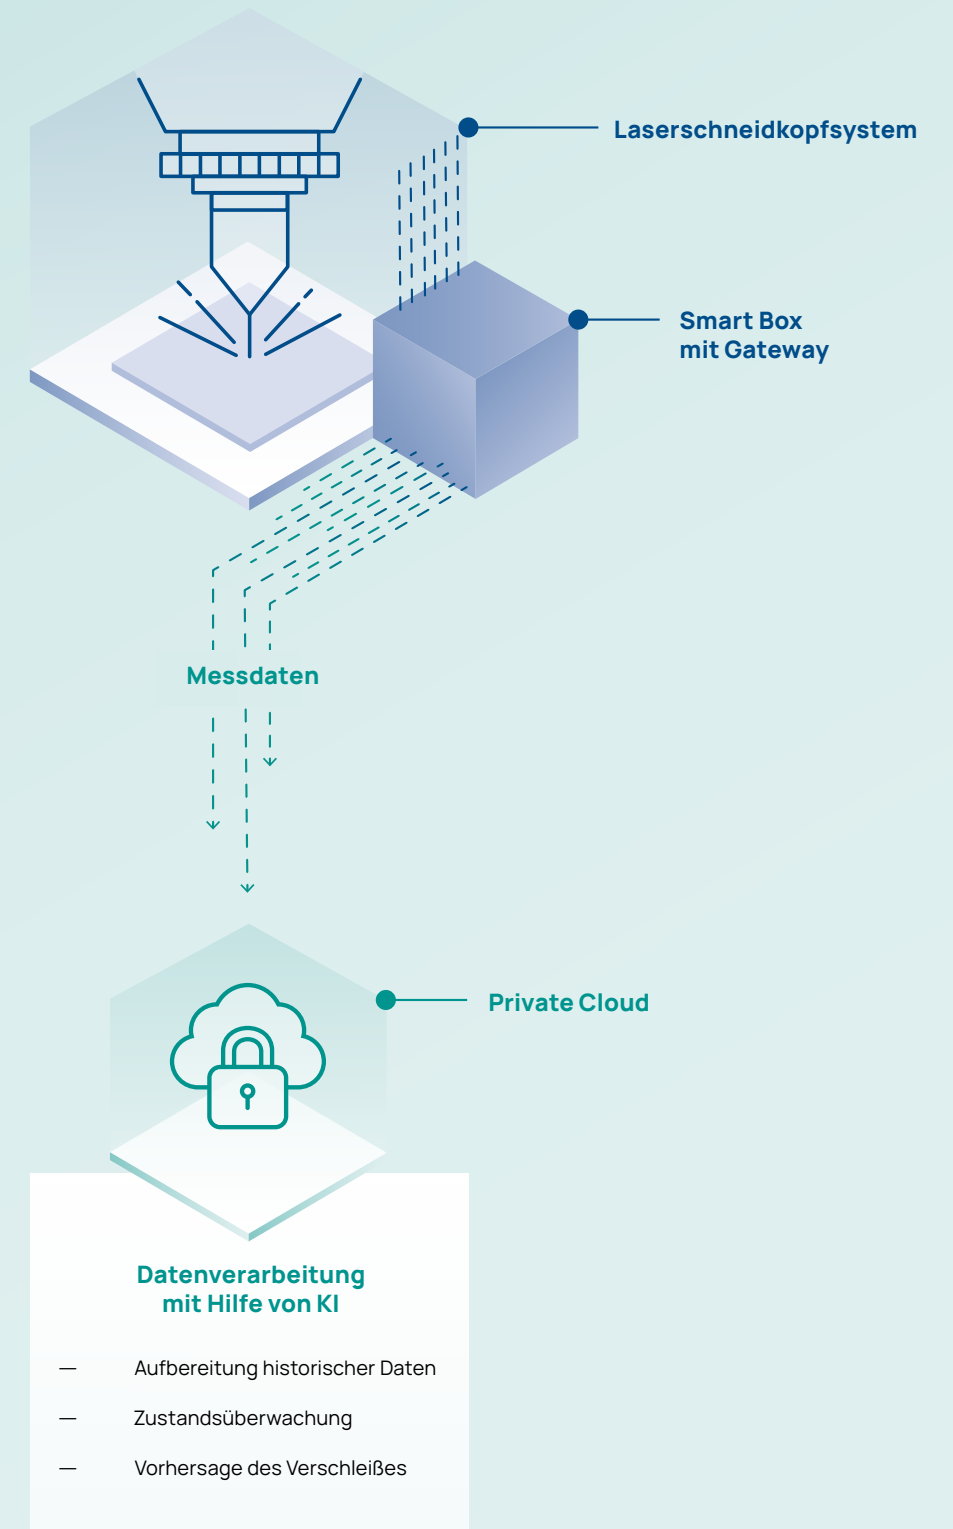 Laserschneidkopfsystem
Smart Box
mit Gateway
Messdaten
Private Cloud
Datenverarbeitung
mit Hilfe von KI
— Aufbereitung historischer Daten
— Zustandsüberwachung
— Vorhersage des Verschleißes